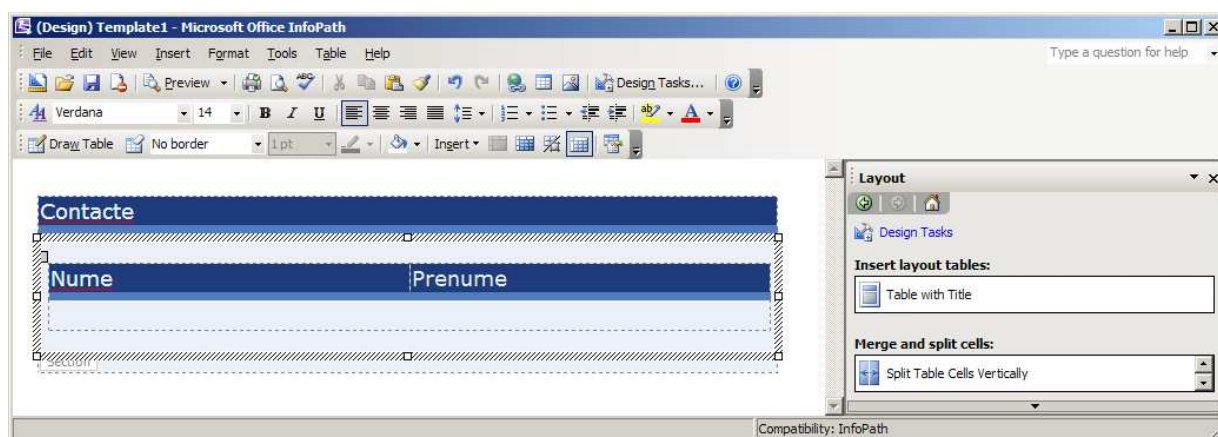 (Design) Template1 - Microsoft Office InfoPath
File Edit View Insert Format Tools Table Help Type a question for help
Preview Design Tasks...
Verdana 14 B I U
Draw Table No border 1 pt Insert
Layout
Contacte
Design Tasks
Insert layout tables:
Nume Prenume
Table with Title
Merge and split cells:
Section
Split Table Cells Vertically
Compatibility: InfoPath